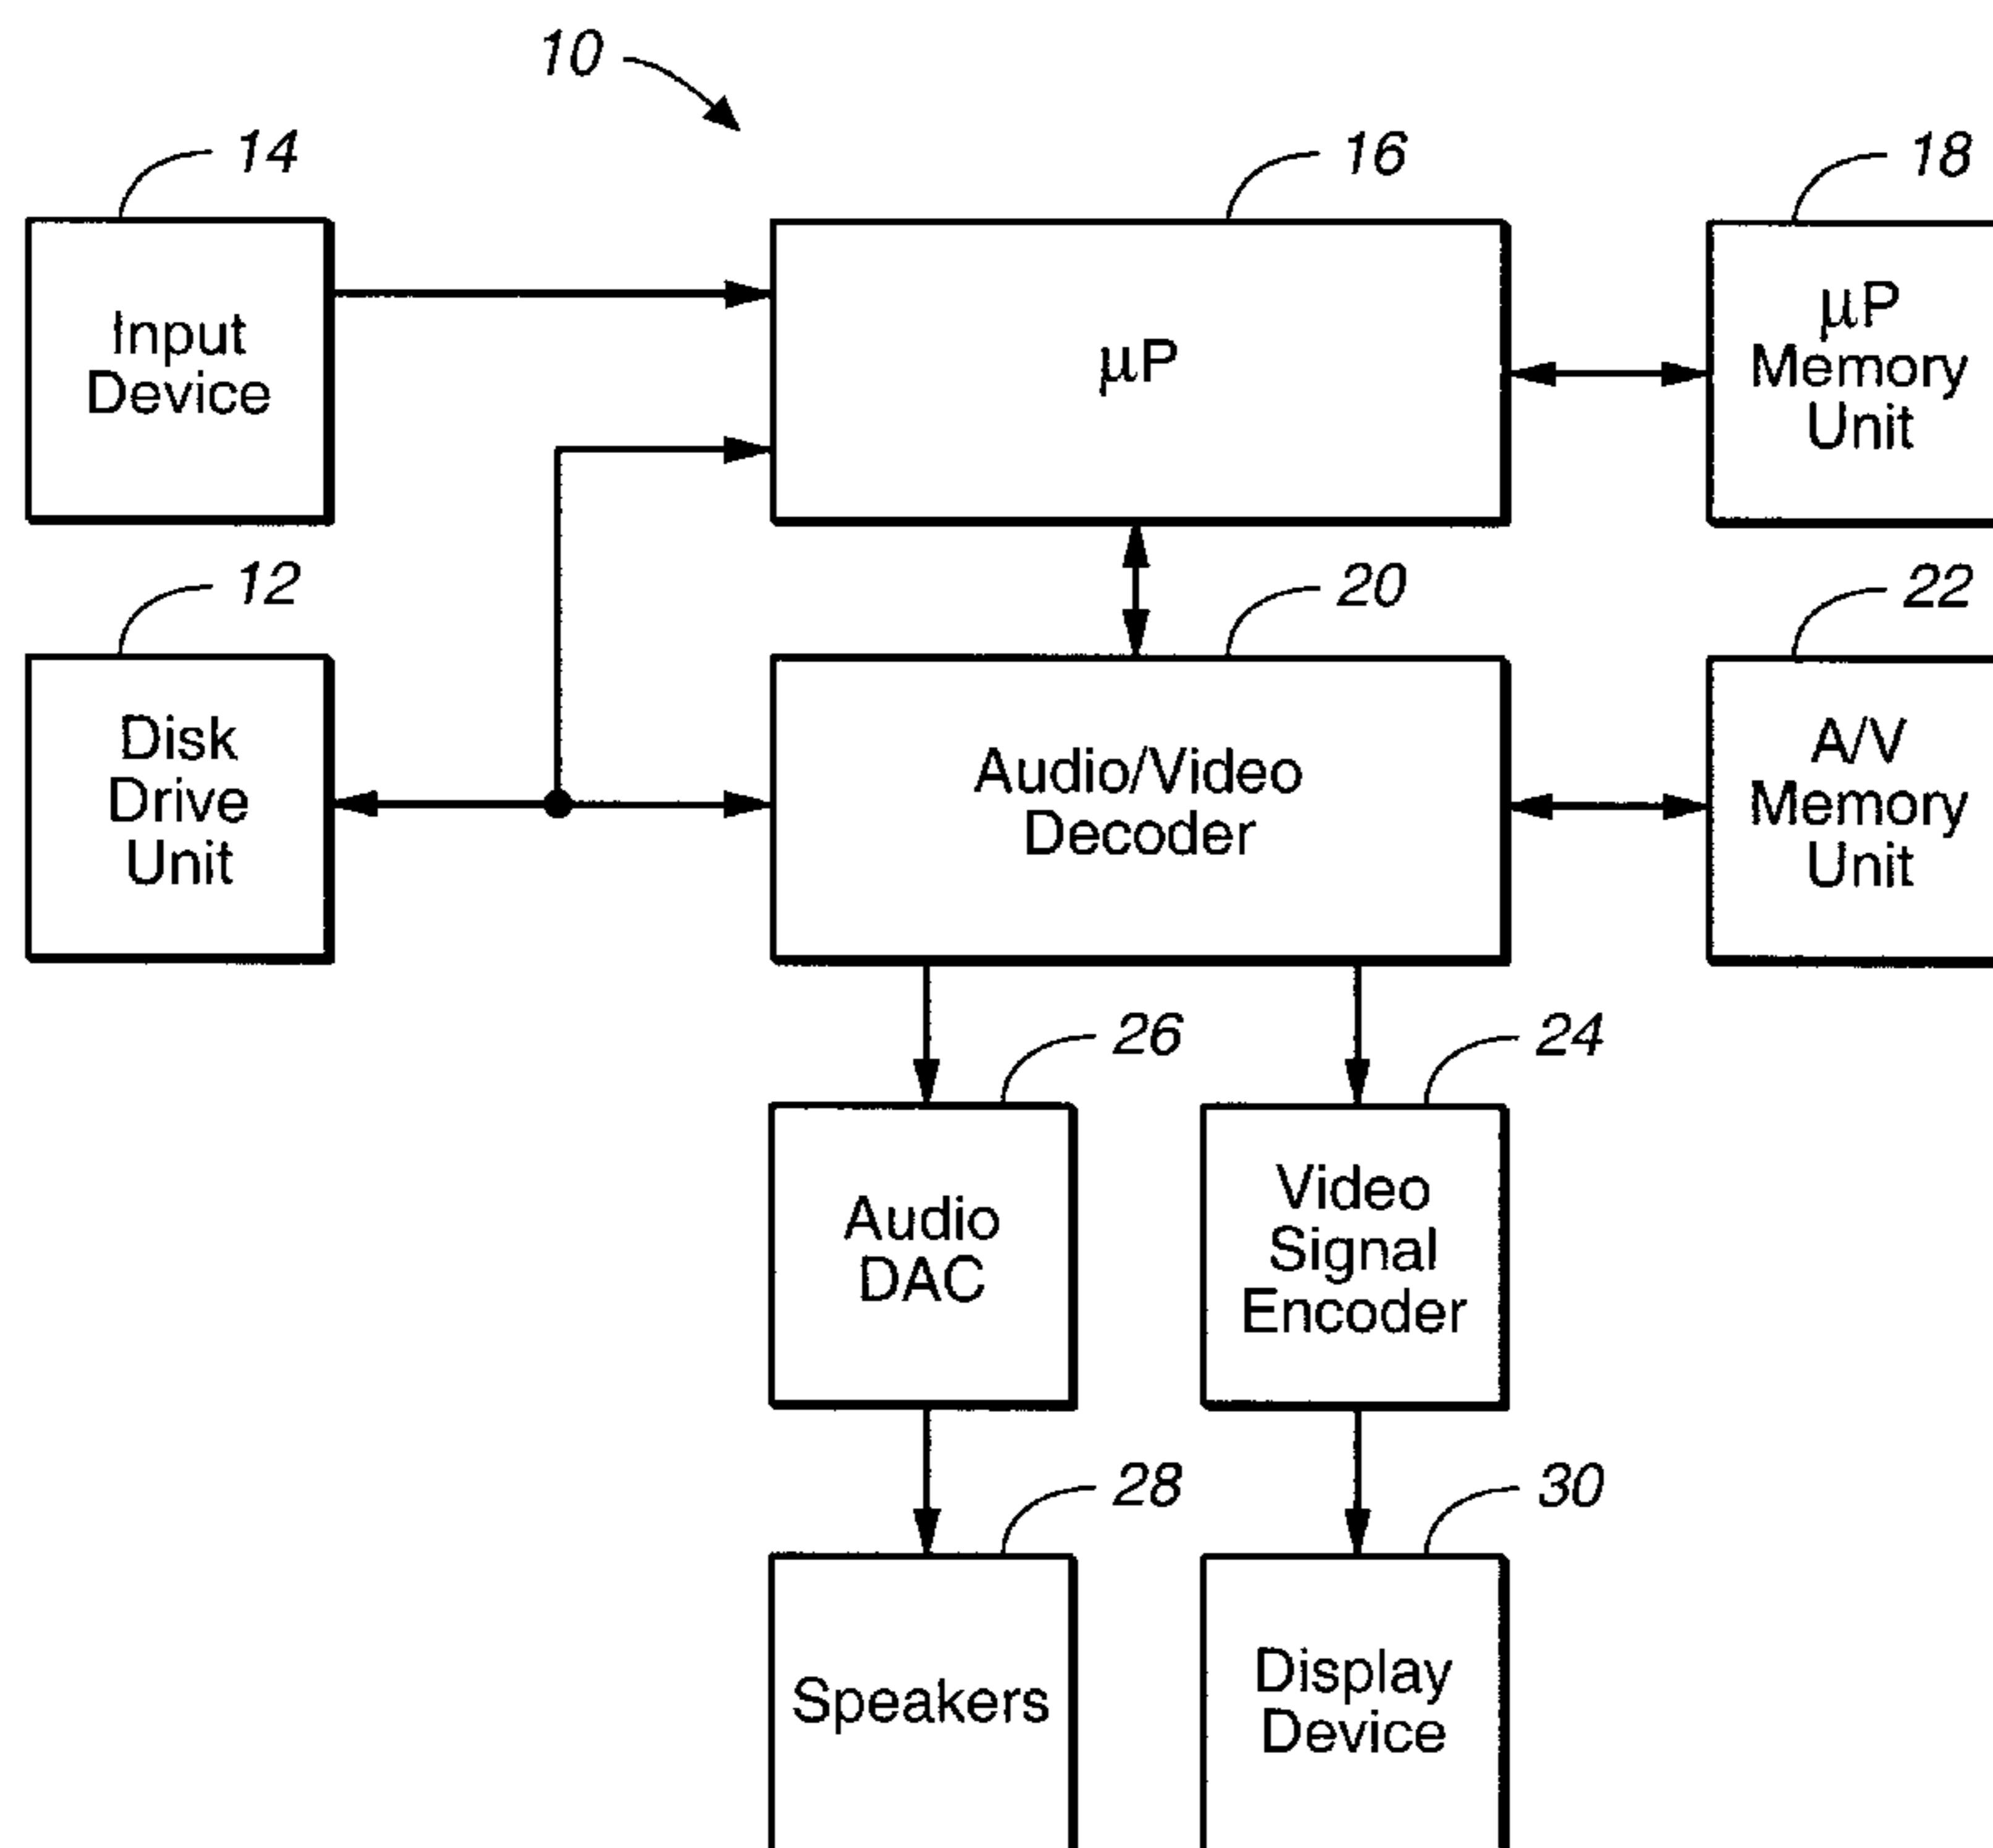 10
14
16
18
Input
Device
μP
μP
Memory
Unit
12
20
22
Disk
Drive
Unit
Audio/Video
Decoder
A/V
Memory
Unit
26
24
Audio
DAC
Video
Signal
Encoder
28
30
Speakers
Display
Device